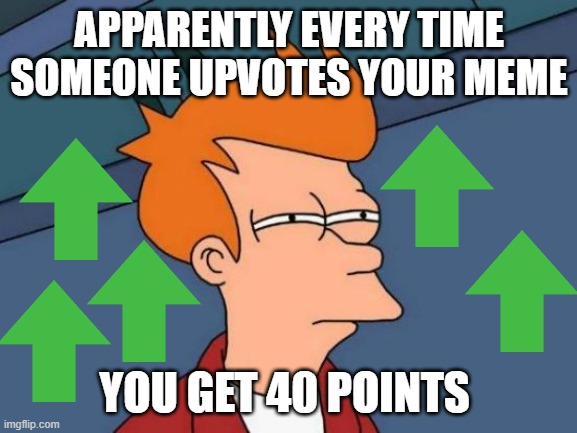 APPARENTLY EVERY TIME
SOMEONE UPVOTES YOUR MEME
YOU GET 40 POINTS
imgflip.com